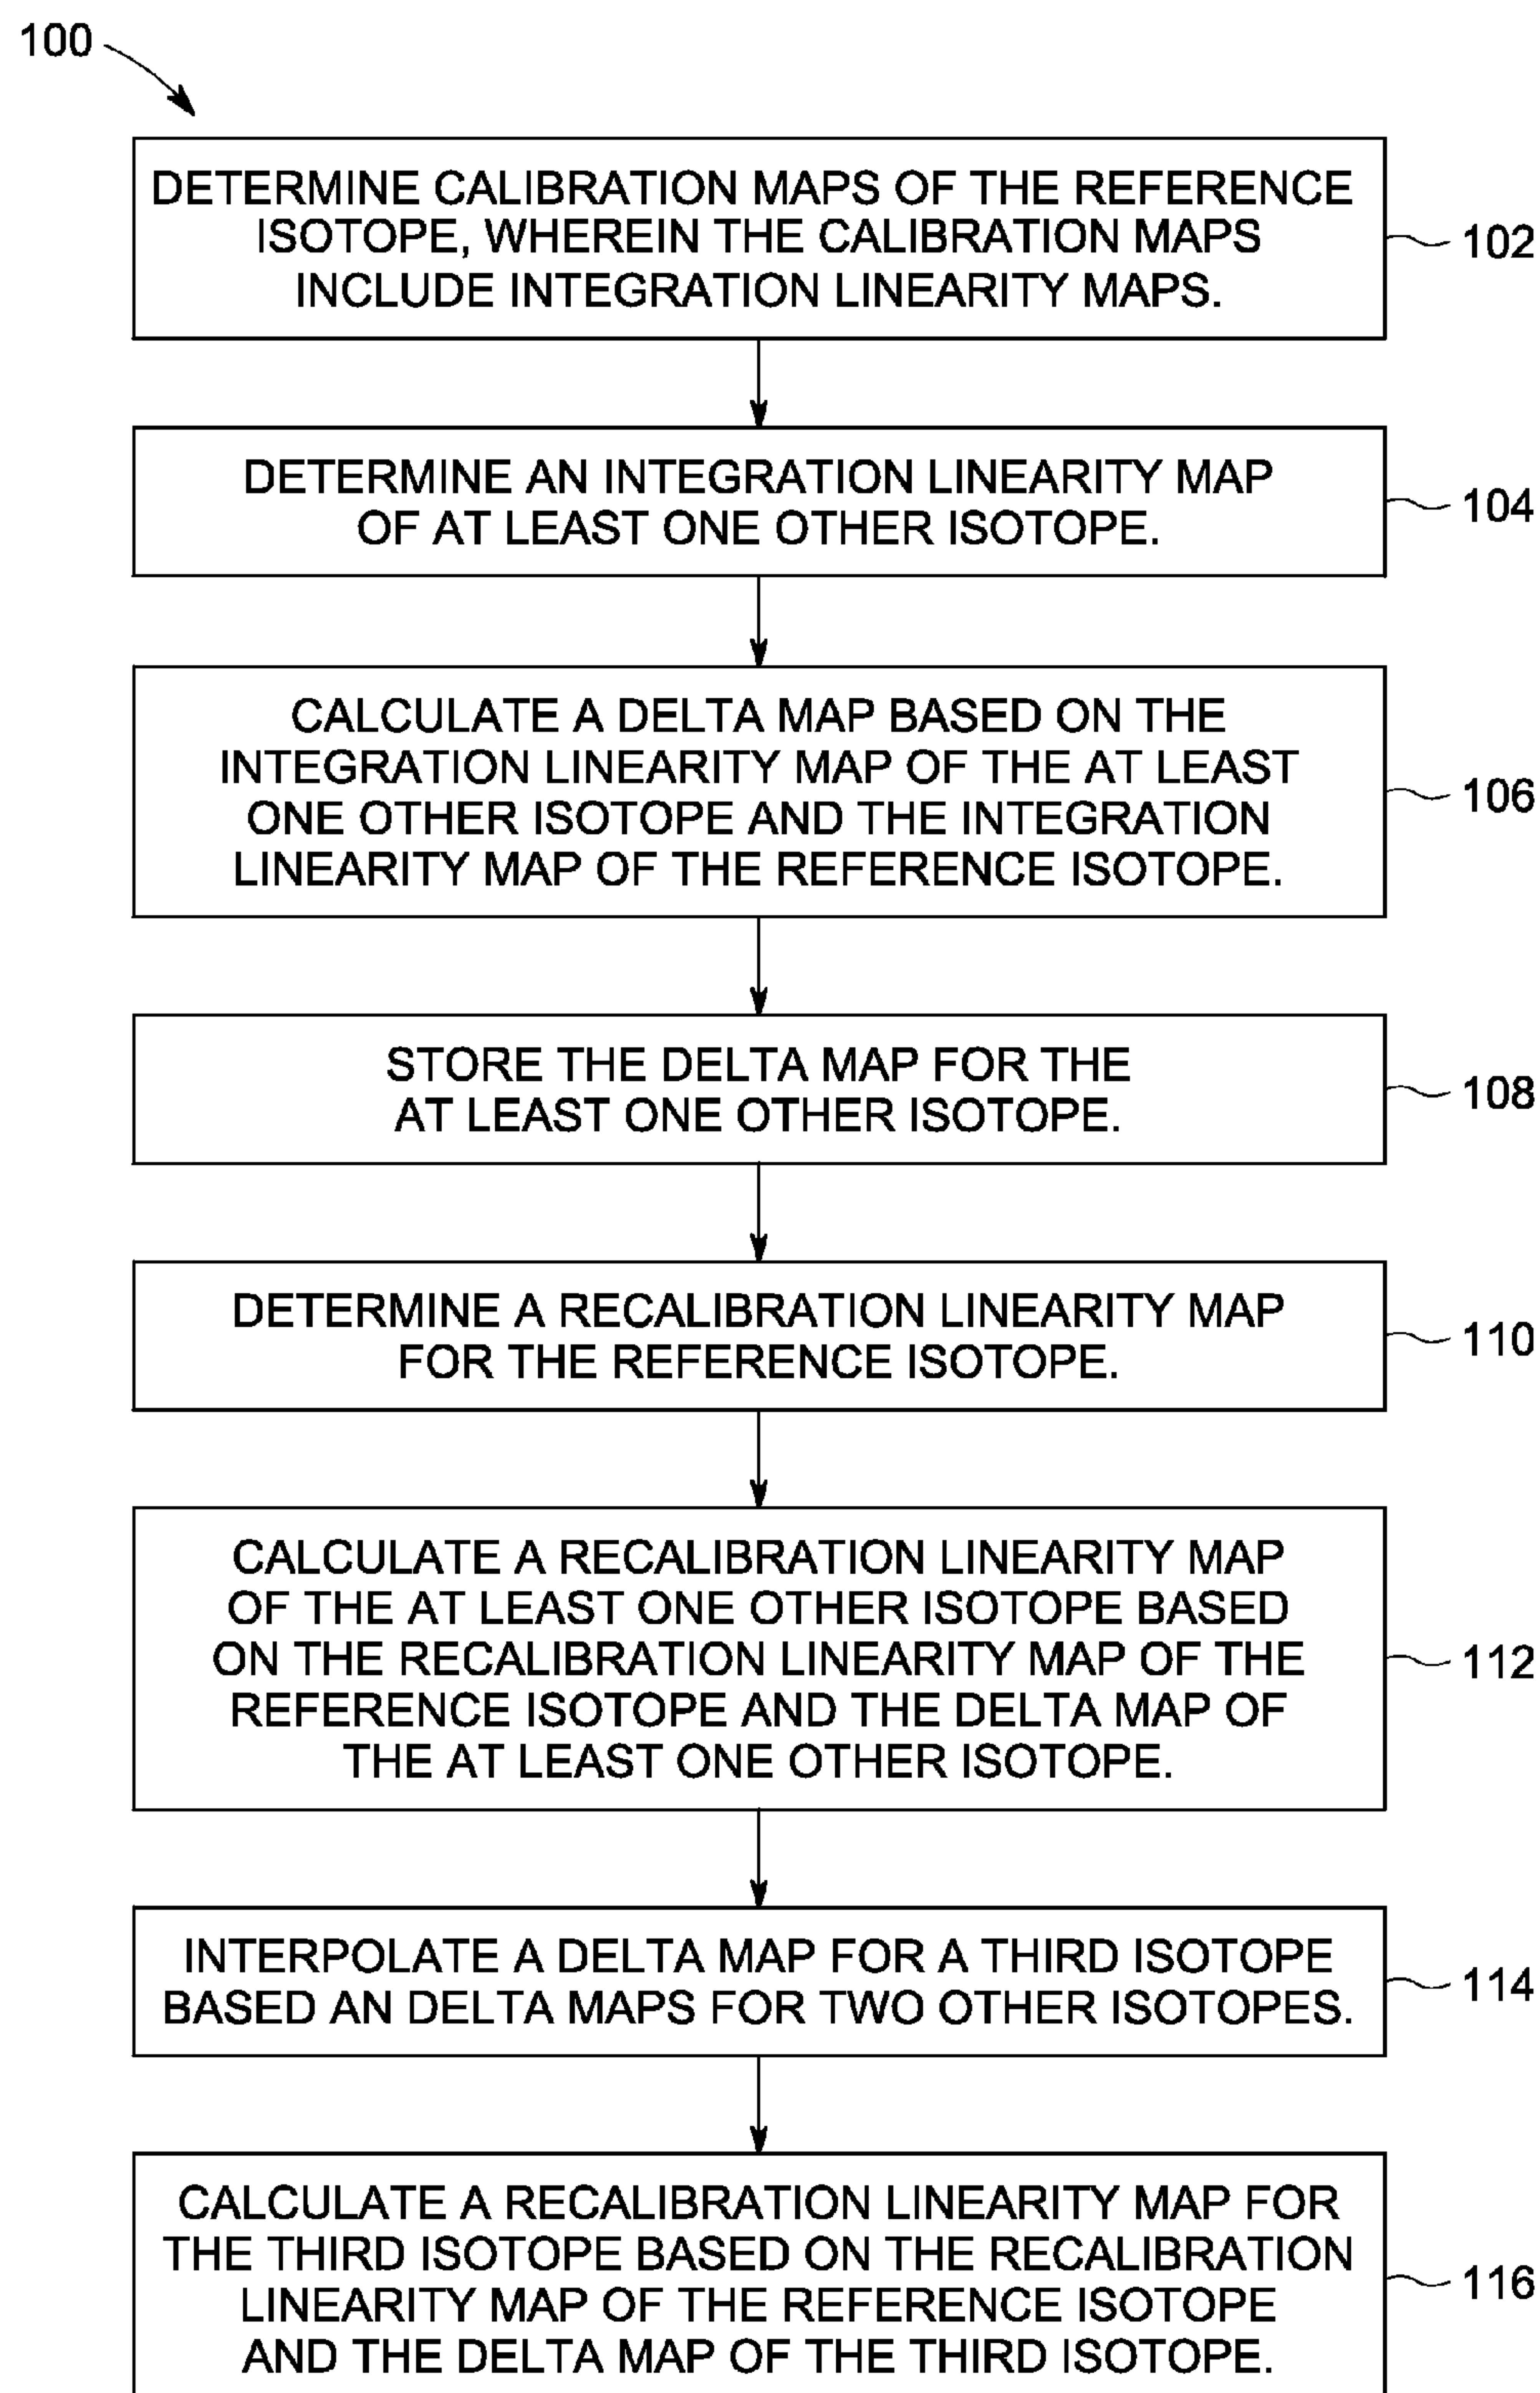 100
DETERMINE CALIBRATION MAPS OF THE REFERENCE
ISOTOPE, WHEREIN THE CALIBRATION MAPS
INCLUDE INTEGRATION LINEARITY MAPS.
102
DETERMINE AN INTEGRATION LINEARITY MAP
OF AT LEAST ONE OTHER ISOTOPE.
104
CALCULATE A DELTA MAP BASED ON THE
INTEGRATION LINEARITY MAP OF THE AT LEAST
ONE OTHER ISOTOPE AND THE INTEGRATION
LINEARITY MAP OF THE REFERENCE ISOTOPE.
106
STORE THE DELTA MAP FOR THE
AT LEAST ONE OTHER ISOTOPE.
108
DETERMINE A RECALIBRATION LINEARITY MAP
FOR THE REFERENCE ISOTOPE.
110
CALCULATE A RECALIBRATION LINEARITY MAP
OF THE AT LEAST ONE OTHER ISOTOPE BASED
ON THE RECALIBRATION LINEARITY MAP OF THE
REFERENCE ISOTOPE AND THE DELTA MAP OF
THE AT LEAST ONE OTHER ISOTOPE.
112
INTERPOLATE A DELTA MAP FOR A THIRD ISOTOPE
BASED AN DELTA MAPS FOR TWO OTHER ISOTOPES.
114
CALCULATE A RECALIBRATION LINEARITY MAP FOR
THE THIRD ISOTOPE BASED ON THE RECALIBRATION
LINEARITY MAP OF THE REFERENCE ISOTOPE
AND THE DELTA MAP OF THE THIRD ISOTOPE.
116